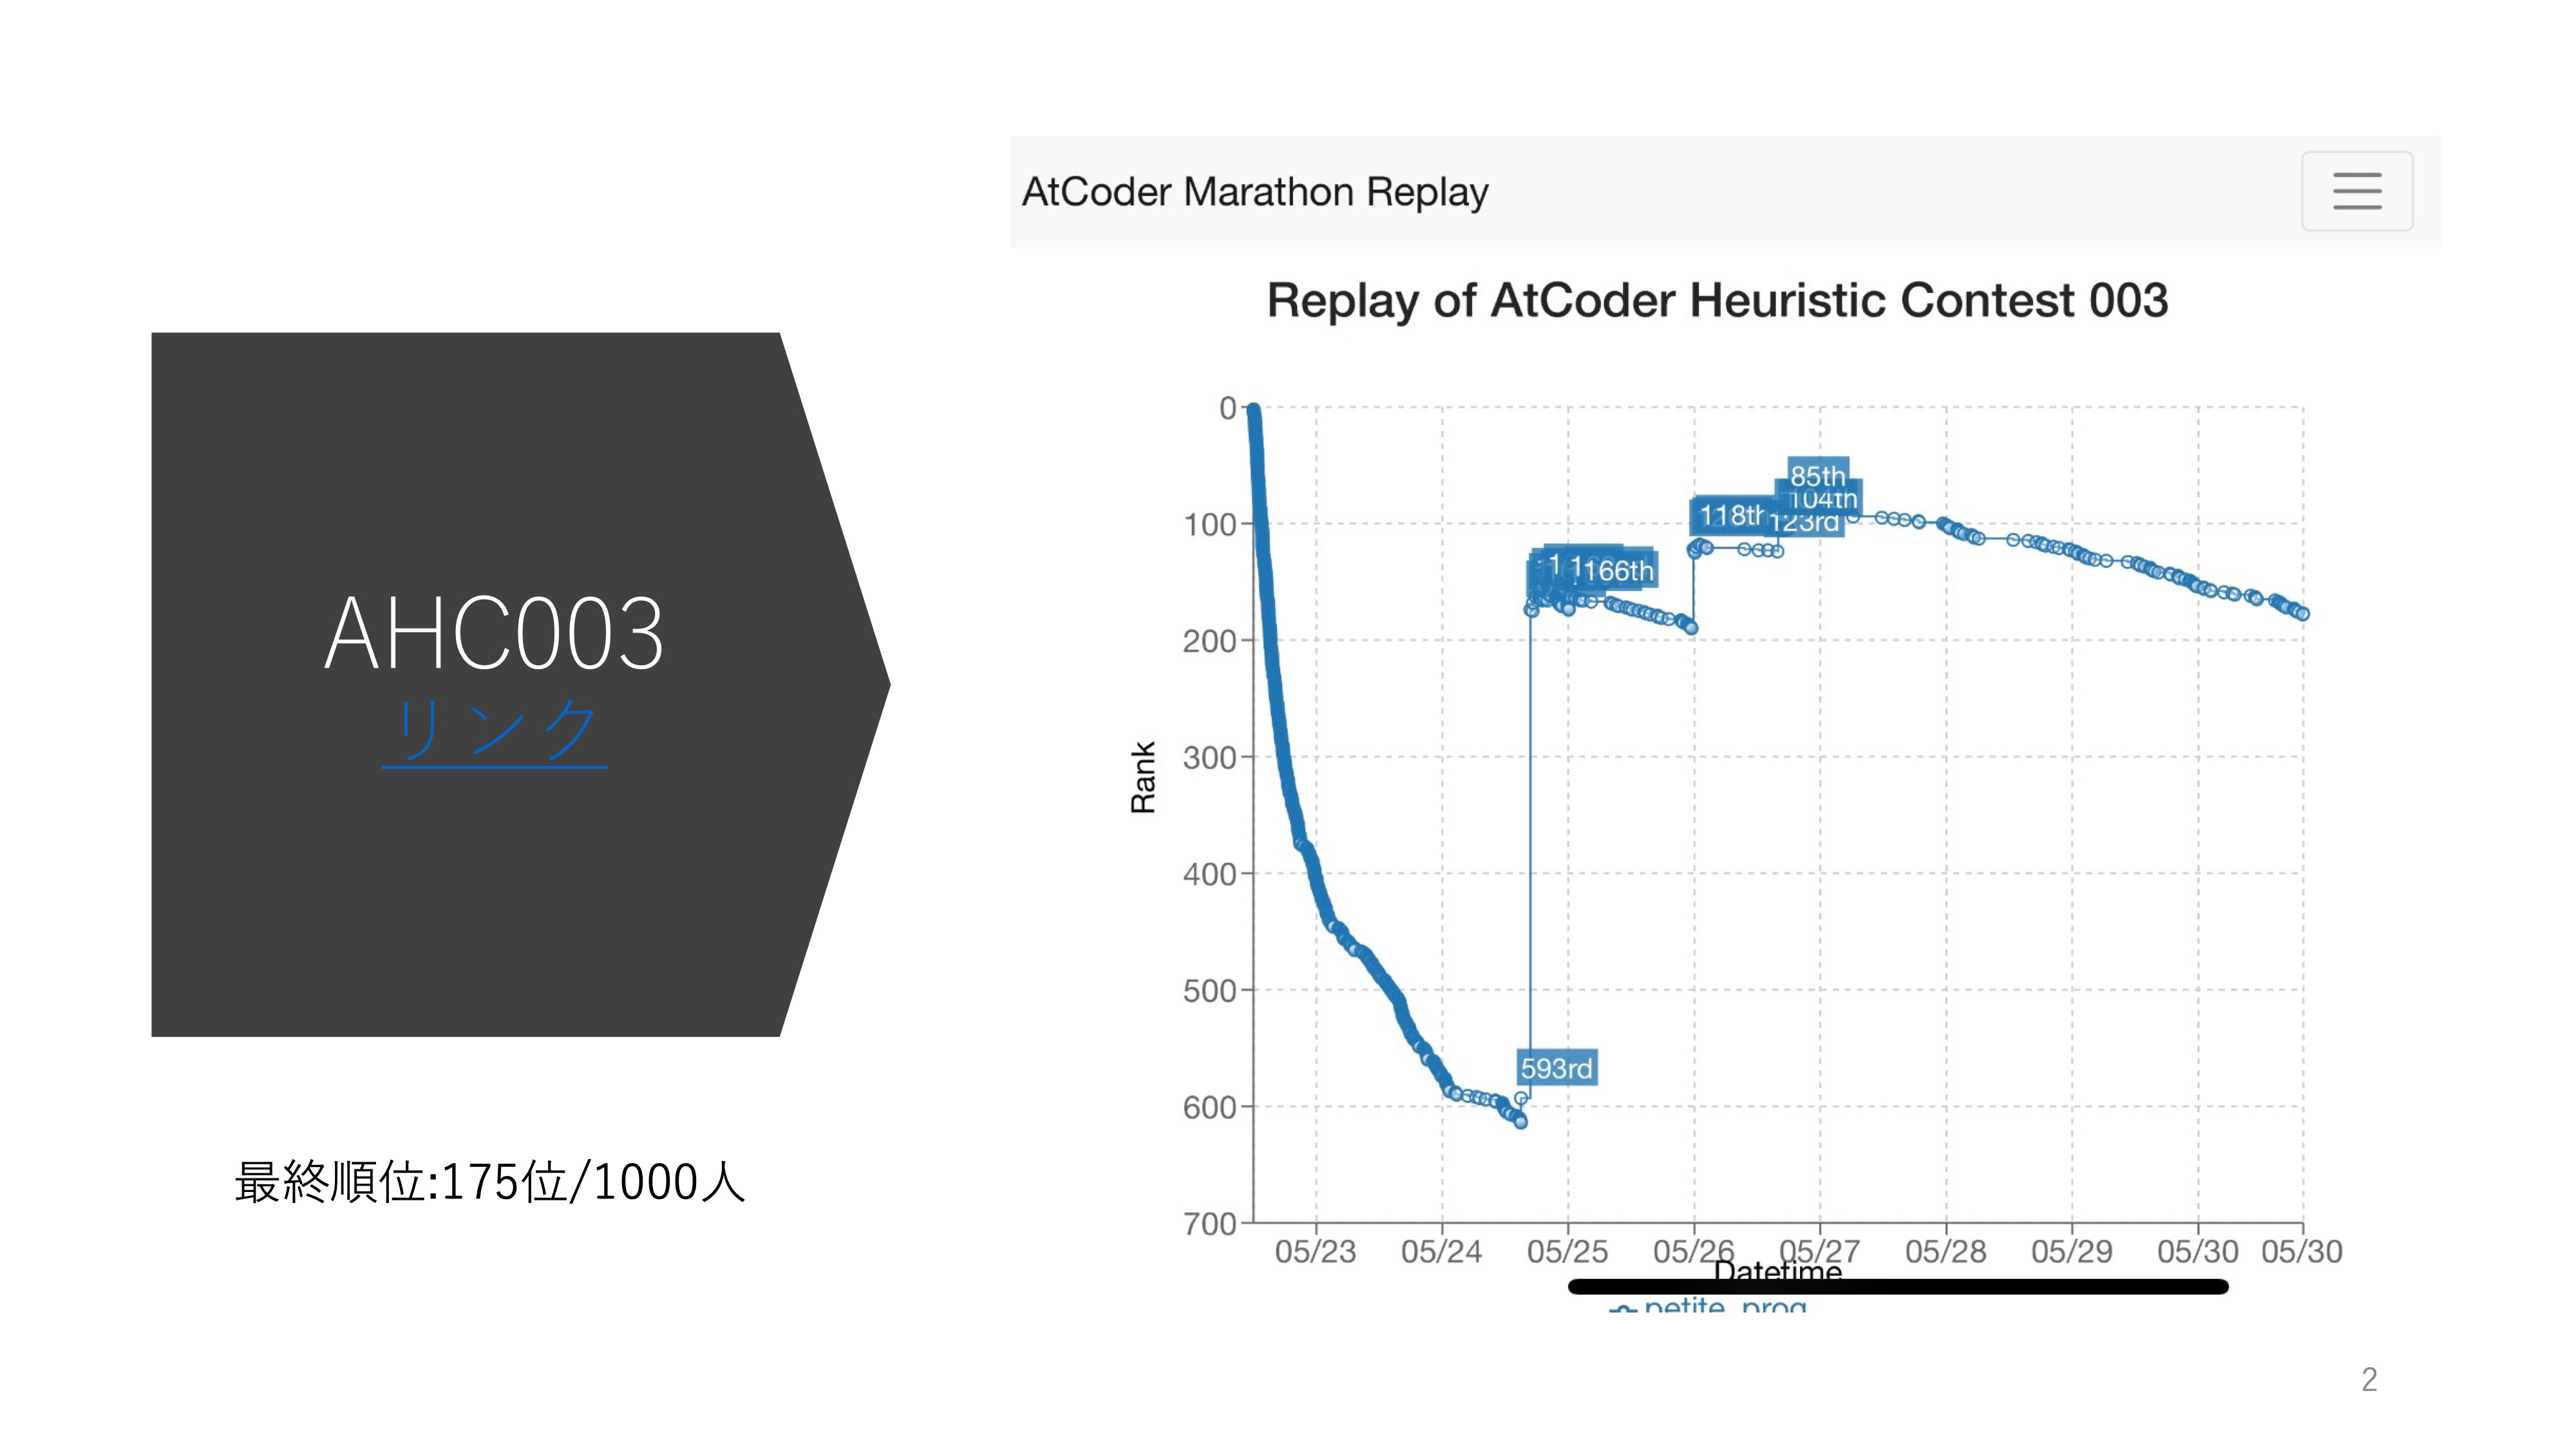 AHC003
リンク
最終順位:175位/1000人
AtCoder Marathon Replay
Replay of AtCoder Heuristic Contest 003
Rank
0
100
200
300
400
500
600
700
85th
104th
118th
123rd
166th
593rd
05/23
05/24
05/25
05/26
05/27
05/28
05/29
05/30
05/30
Datetime
petite_prog
2